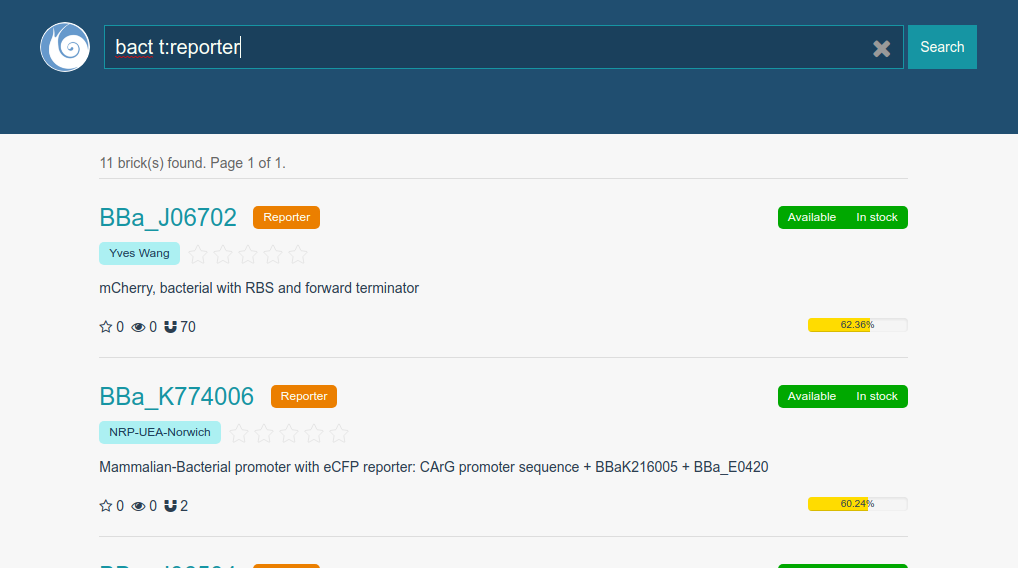 bact t:reporter
Search
11 brick(s) found. Page 1 of 1.
BBa_J06702 Reporter Available In stock
Yves Wang
mCherry, bacterial with RBS and forward terminator
0 0 70 62.36%
BBa_K774006 Reporter Available In stock
NRP-UEA-Norwich
Mammalian-Bacterial promoter with eCFP reporter: CArG promoter sequence + BBaK216005 + BBa_E0420
0 0 2 60.24%